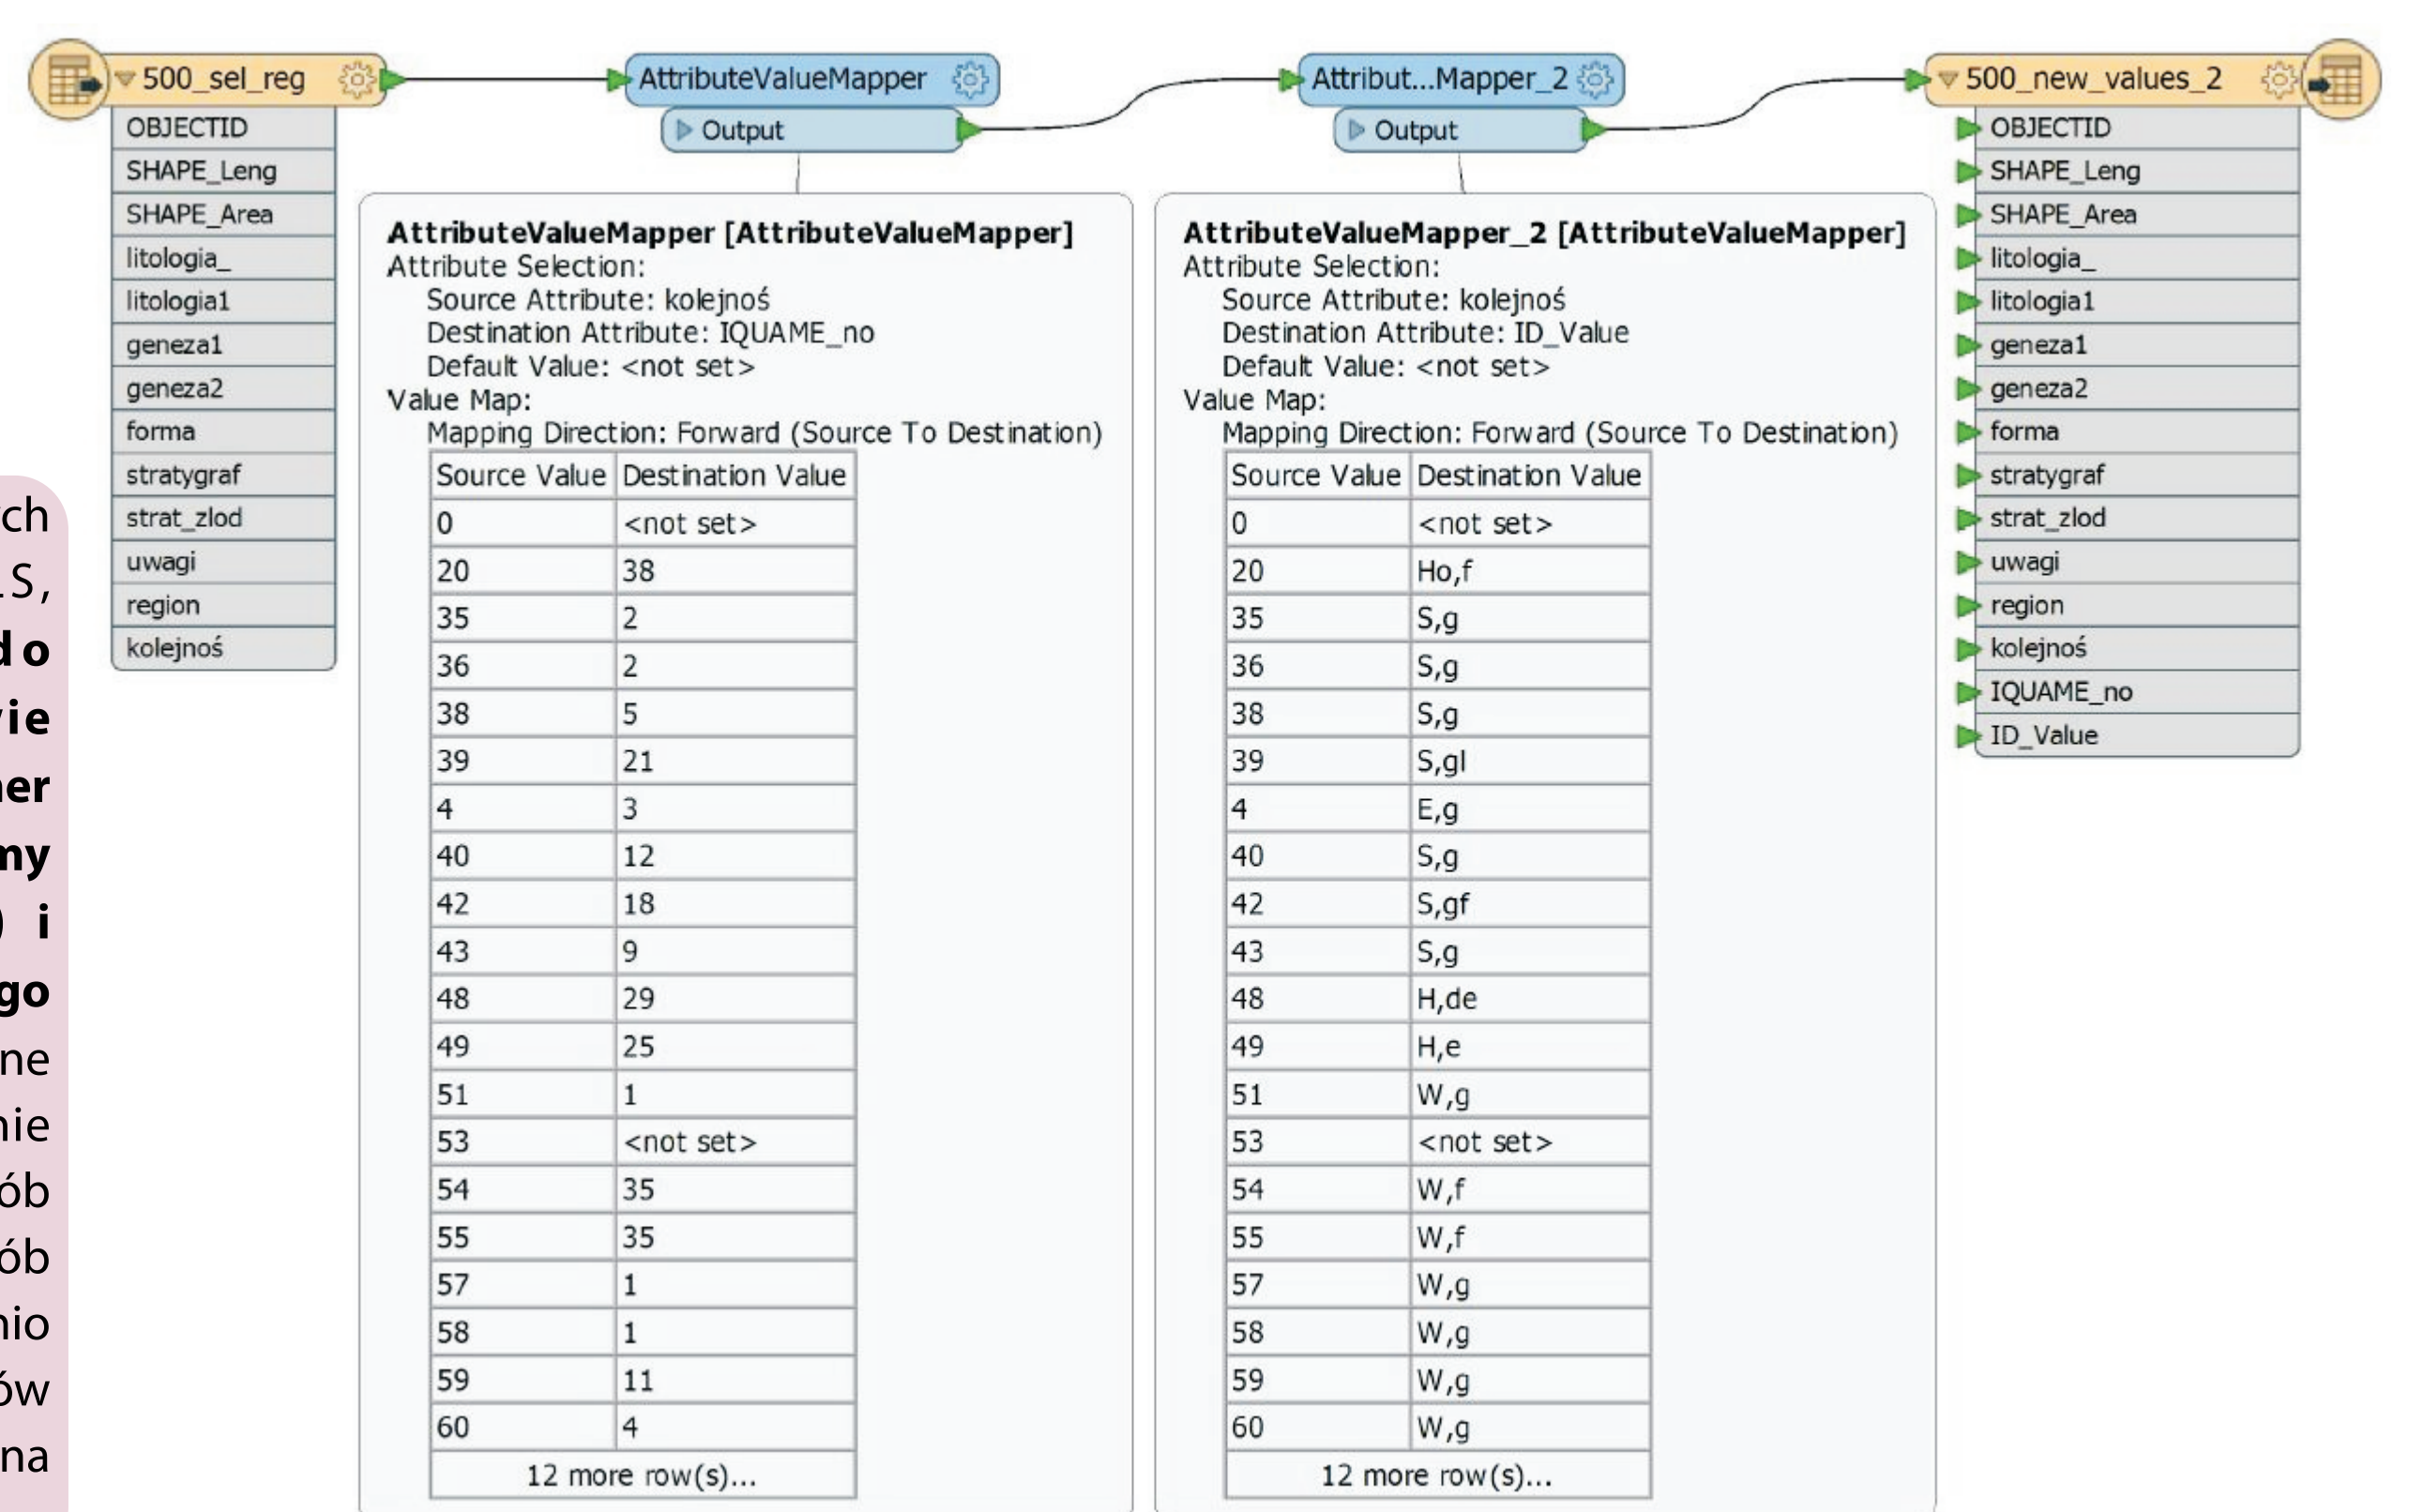 500_sel_reg
OBJECTID
SHAPE_Leng
SHAPE_Area
litologia_
litologia1
geneza1
geneza2
forma
stratygraf
strat_zlod
uwagi
region
kolejnoś
AttributeValueMapper
Output
AttributeValueMapper [AttributeValueMapper]
Attribute Selection:
Source Attribute: kolejnoś
Destination Attribute: IQUAME_no
Default Value: <not set>
Value Map:
Mapping Direction: Forward (Source To Destination)
Source Value Destination Value
0 <not set>
20 38
35 2
36 2
38 5
39 21
4 3
40 12
42 18
43 9
48 29
49 25
51 1
53 <not set>
54 35
55 35
57 1
58 1
59 11
60 4
12 more row(s)...
Attribut...Mapper_2
Output
AttributeValueMapper_2 [AttributeValueMapper]
Attribute Selection:
Source Attribute: kolejnoś
Destination Attribute: ID_Value
Default Value: <not set>
Value Map:
Mapping Direction: Forward (Source To Destination)
Source Value Destination Value
0 <not set>
20 Ho,f
35 S,g
36 S,g
38 S,g
39 S,gl
4 E,g
40 S,g
42 S,gf
43 S,g
48 H,de
49 H,e
51 W,g
53 <not set>
54 W,f
55 W,f
57 W,g
58 W,g
59 W,g
60 W,g
12 more row(s)...
500_new_values_2
OBJECTID
SHAPE_Leng
SHAPE_Area
litologia_
litologia1
geneza1
geneza2
forma
stratygraf
strat_zlod
uwagi
region
kolejnoś
IQUAME_no
ID_Value